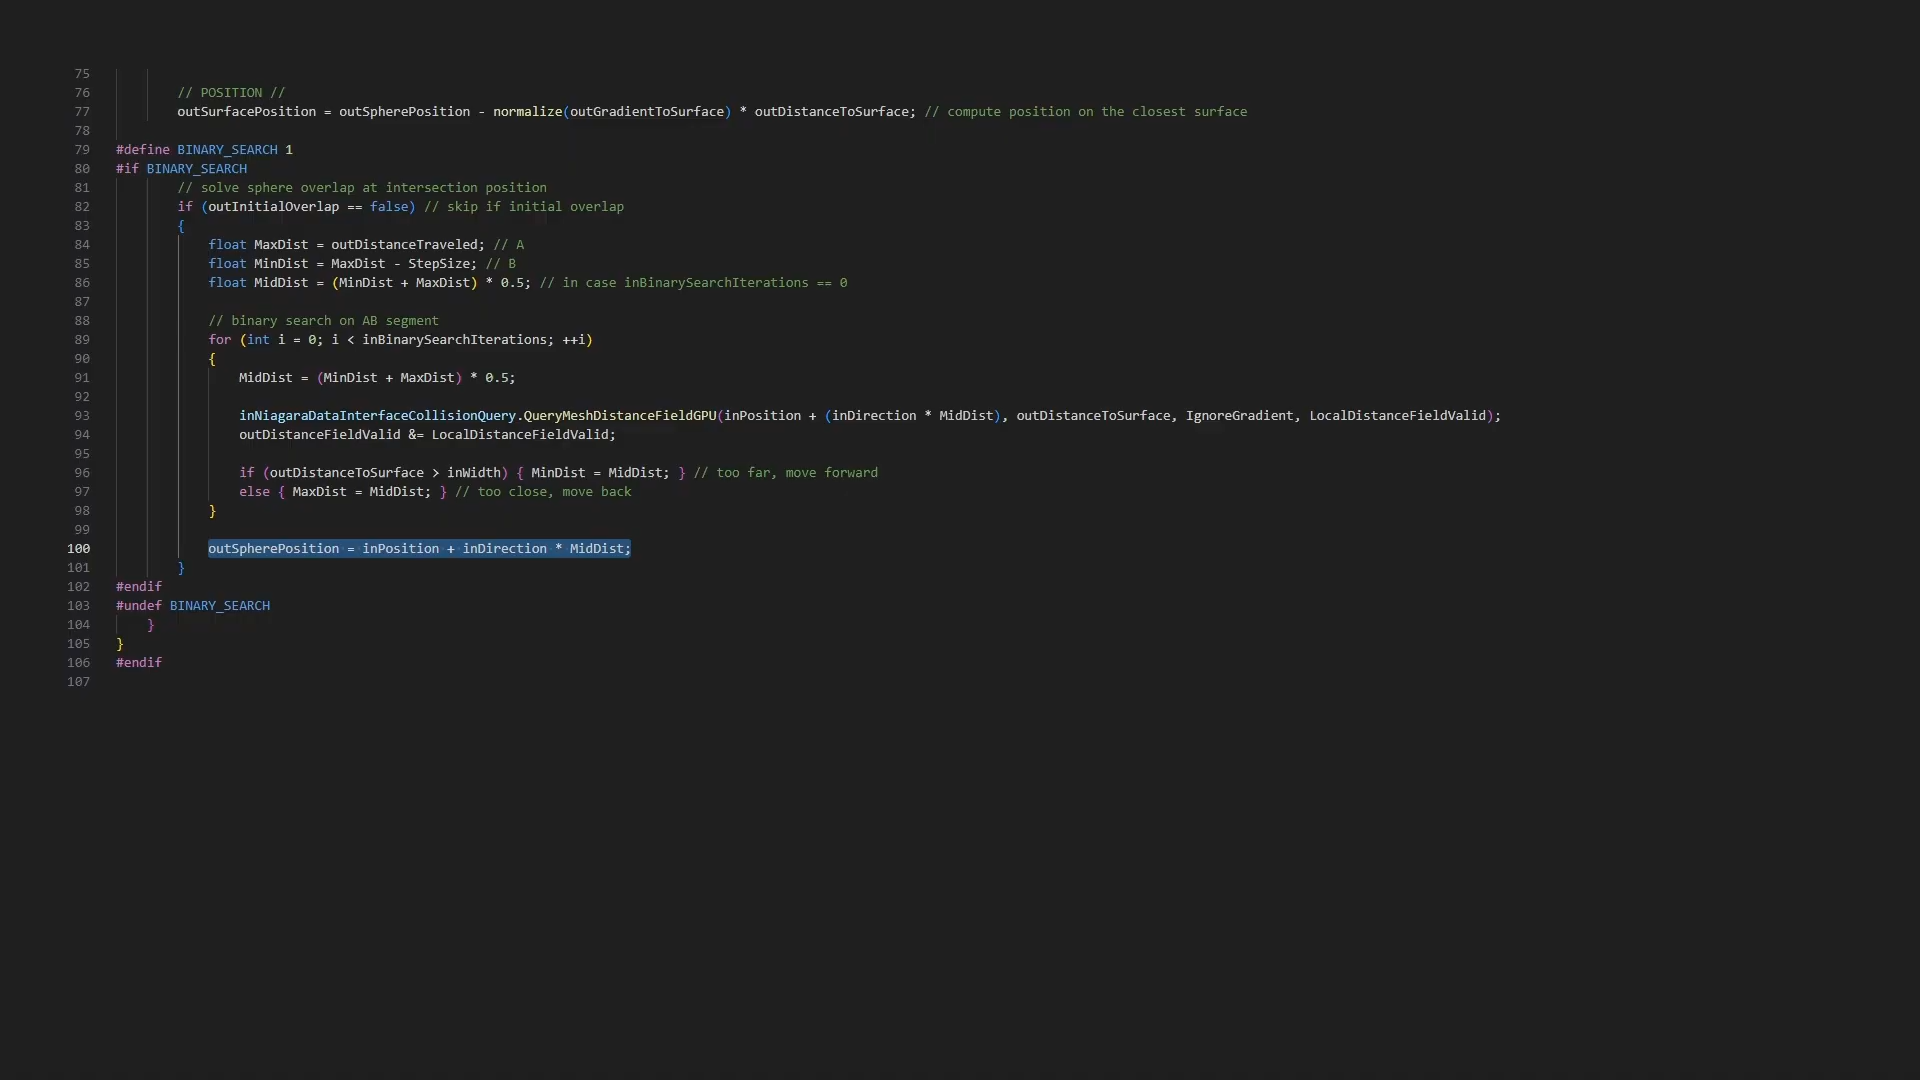 75
76 // POSITION //
77 outSurfacePosition = outSpherePosition - normalize(outGradientToSurface) * outDistanceToSurface; // compute position on the closest surface
78
79 #define BINARY_SEARCH 1
80 #if BINARY_SEARCH
81 // solve sphere overlap at intersection position
82 if (outInitialOverlap == false) // skip if initial overlap
83 {
84 float MaxDist = outDistanceTraveled; // A
85 float MinDist = MaxDist - StepSize; // B
86 float MidDist = (MinDist + MaxDist) * 0.5; // in case inBinarySearchIterations == 0
87
88 // binary search on AB segment
89 for (int i = 0; i < inBinarySearchIterations; ++i)
90 {
91 MidDist = (MinDist + MaxDist) * 0.5;
92
93 inNiagaraDataInterfaceCollisionQuery.QueryMeshDistanceFieldGPU(inPosition + (inDirection * MidDist), outDistanceToSurface, IgnoreGradient, LocalDistanceFieldValid);
94 outDistanceFieldValid &= LocalDistanceFieldValid;
95
96 if (outDistanceToSurface > inWidth) { MinDist = MidDist; } // too far, move forward
97 else { MaxDist = MidDist; } // too close, move back
98 }
99
100 outSpherePosition = inPosition + inDirection * MidDist;
101 }
102 #endif
103 #undef BINARY_SEARCH
104 }
105 }
106 #endif
107